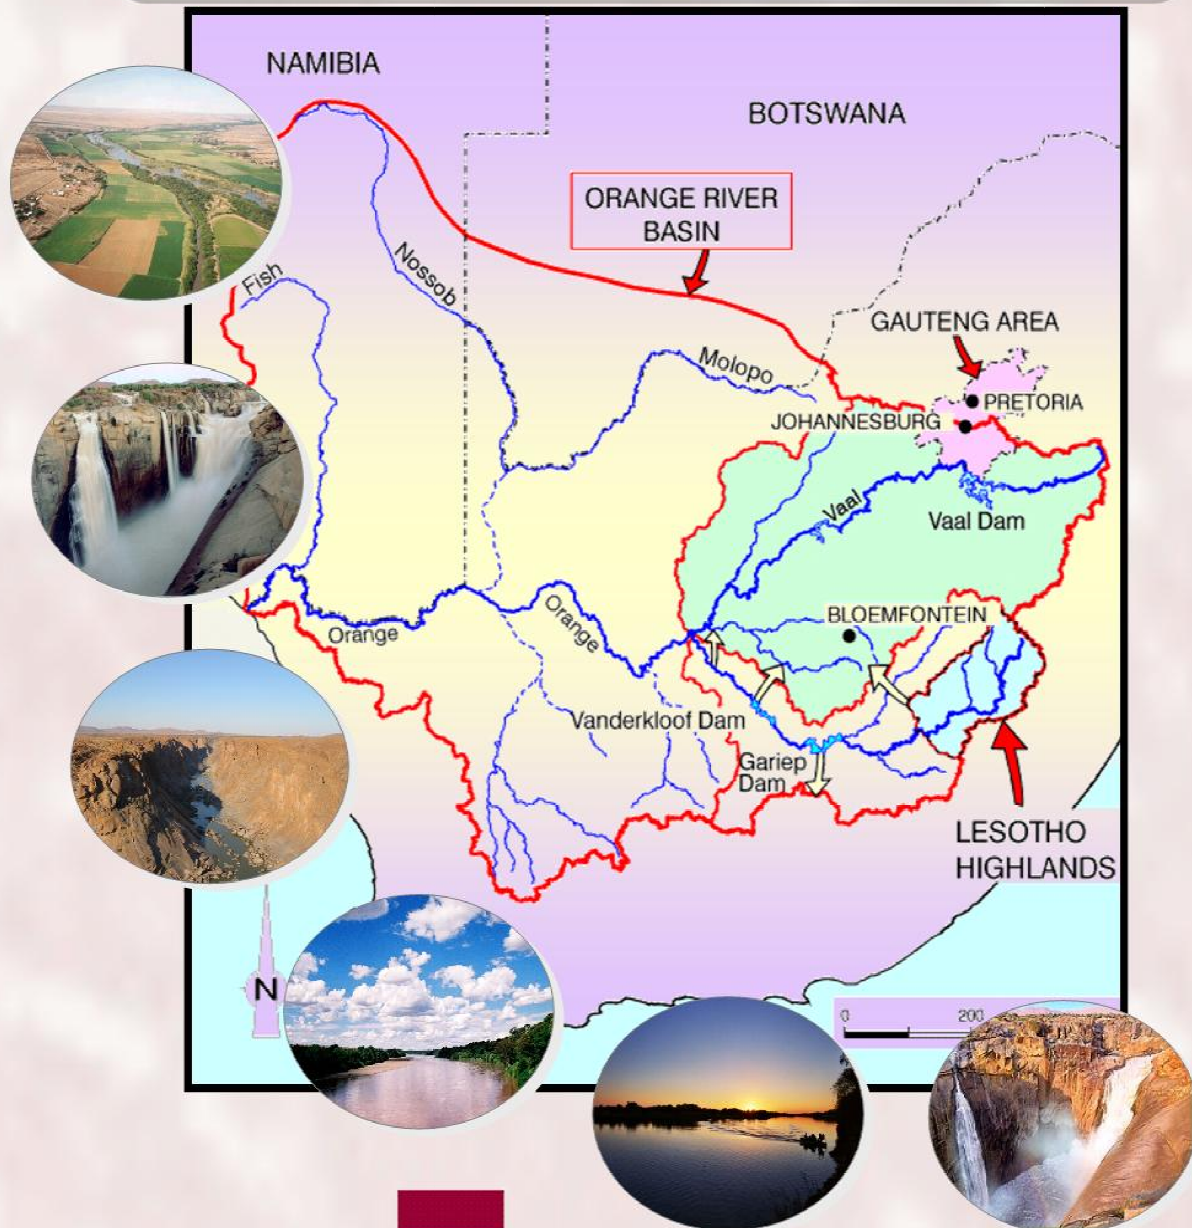 NAMIBIA
BOTSWANA
ORANGE RIVER
BASIN
Fish
Nossob
GAUTENG AREA
Molopo
PRETORIA
JOHANNESBURG
Vaal
Vaal Dam
Orange
Orange
BLOEMFONTEIN
Vanderkloof Dam
Gariep
Dam
LESOTHO
HIGHLANDS
N
0 200